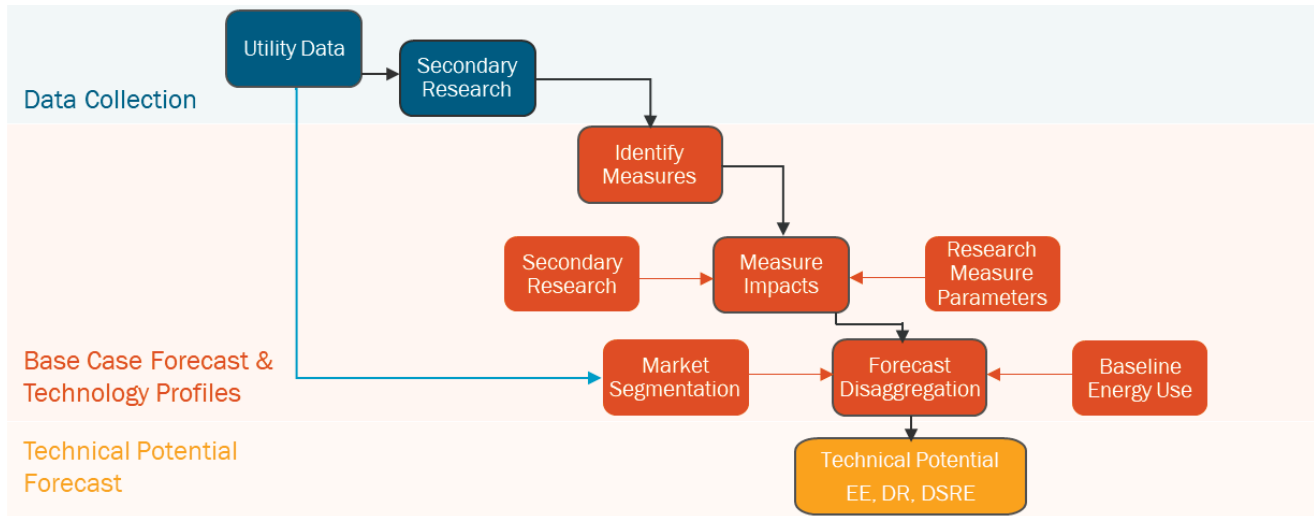 Utility Data
Secondary
Research
Data Collection
Identify
Measures
Secondary
Research
Measure
Impacts
Research
Measure
Parameters
Base Case Forecast &
Technology Profiles
Market
Segmentation
Forecast
Disaggregation
Baseline
Energy Use
Technical Potential
Forecast
Technical Potential
EE, DR, DSRE